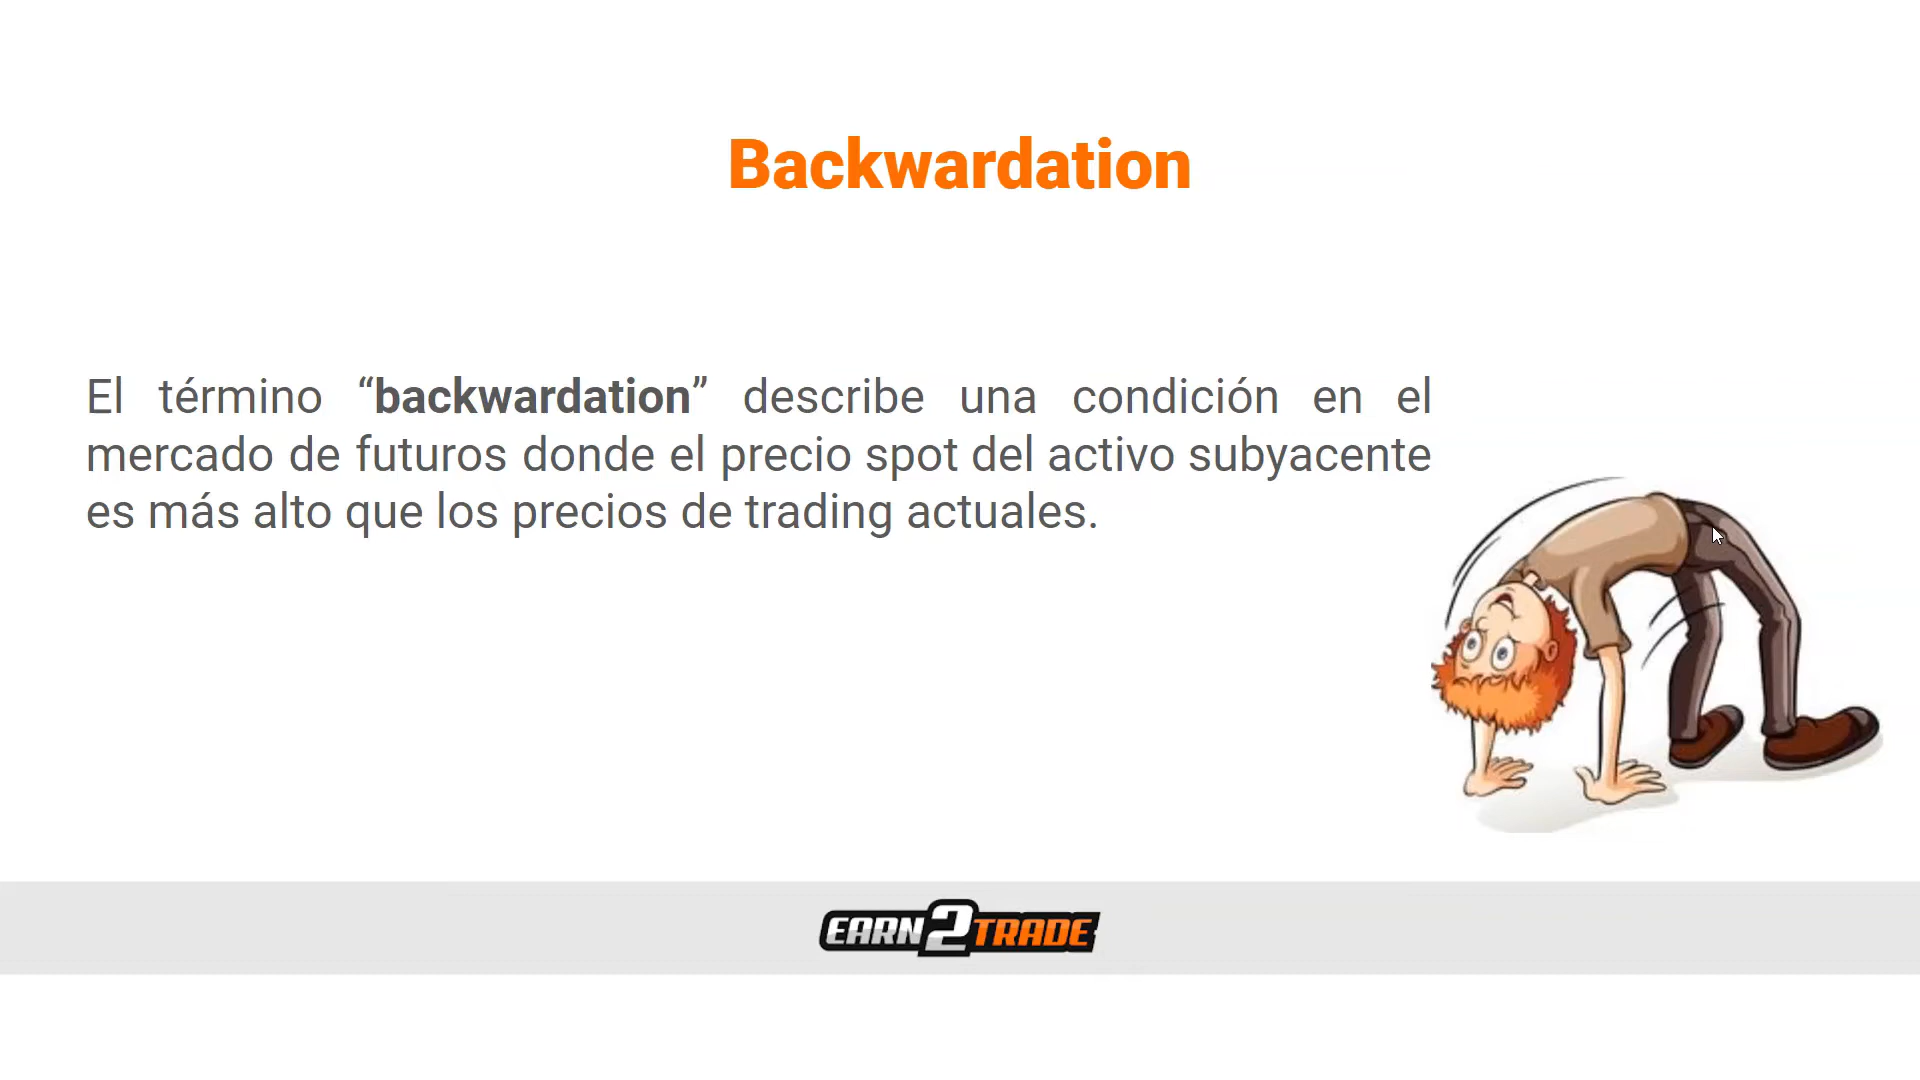 Backwardation
El término “backwardation” describe una condición en el
mercado de futuros donde el precio spot del activo subyacente
es más alto que los precios de trading actuales.
EARN2TRADE